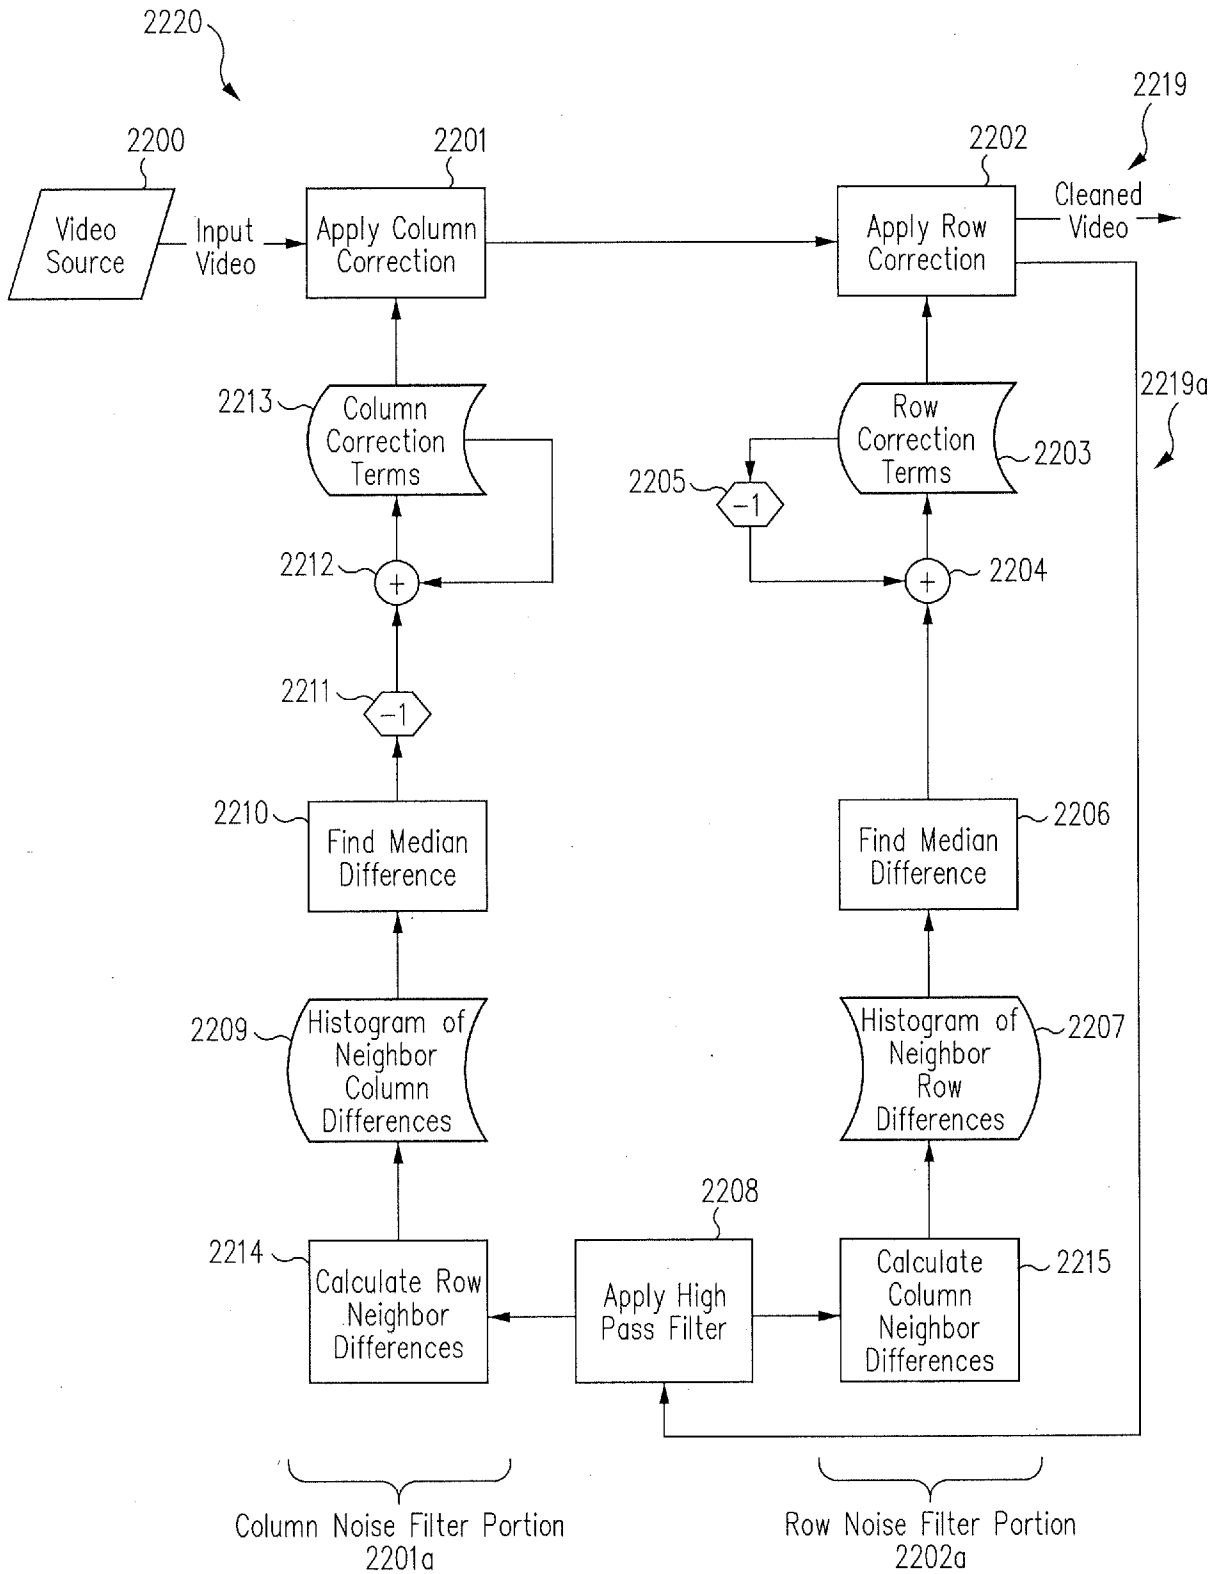 2220
2219
2200
2201
2202
Video
Source
Input
Video
Apply Column
Correction
Apply Row
Correction
Cleaned
Video
2219a
2213
Column
Correction
Terms
Row
Correction
Terms
2203
2205
-1
2212
+
+
2204
2211
-1
2210
Find Median
Difference
Find Median
Difference
2206
2209
Histogram of
Neighbor
Column
Differences
Histogram of
Neighbor
Row
Differences
2207
2208
2214
Calculate Row
Neighbor
Differences
Apply High
Pass Filter
Calculate
Column
Neighbor
Differences
2215
Column Noise Filter Portion
2201a
Row Noise Filter Portion
2202a